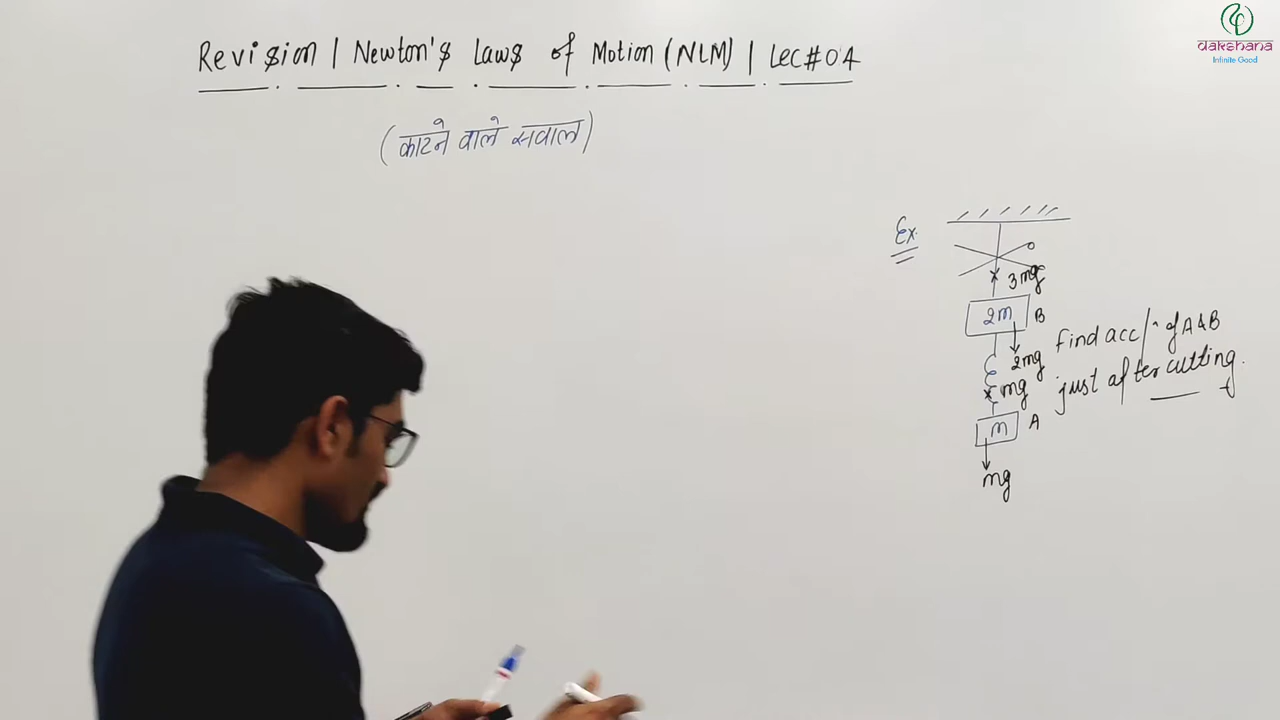 Revision | Newton's Laws of Motion (NLM) | Lec#04
(काटने वाले सवाल)
dakshana
Infinite Good
Ex.
3mg
2m B
2mg
mg
m A
mg
find accⁿ of A & B
just after cutting.